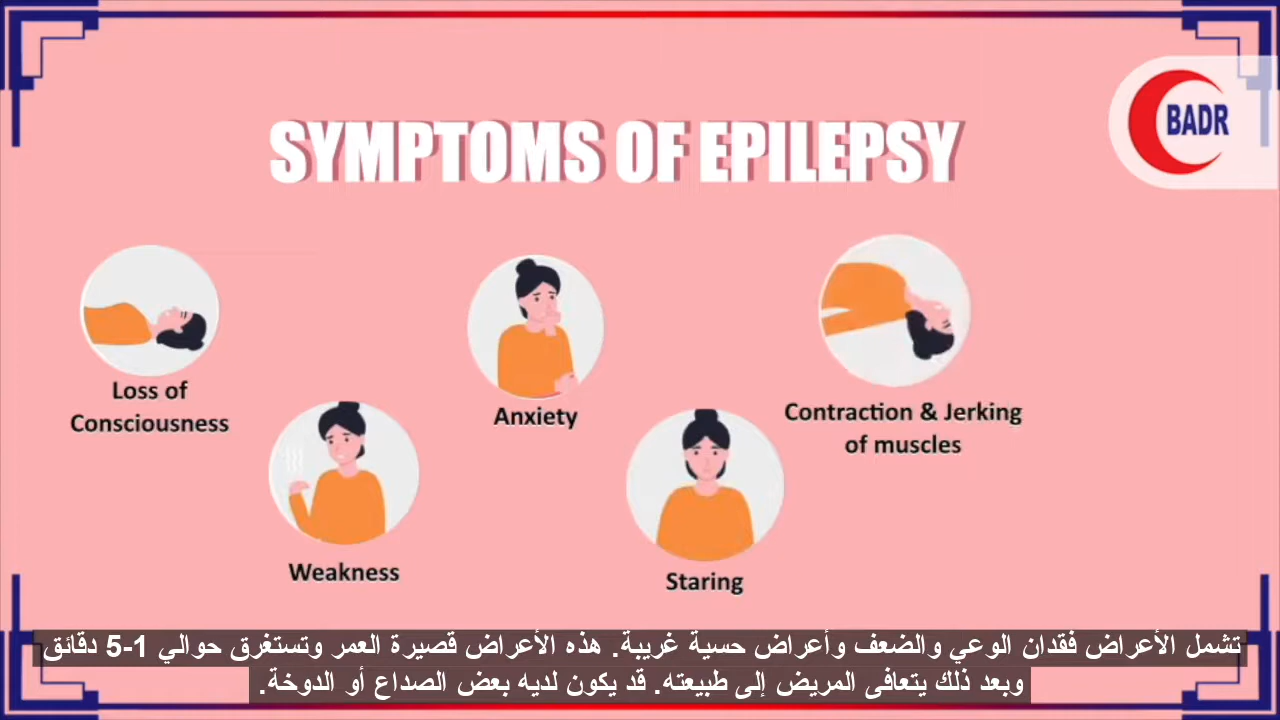 BADR
SYMPTOMS OF EPILEPSY
Loss of
Consciousness
Weakness
Anxiety
Staring
Contraction & Jerking
of muscles
تشمل الأعراض فقدان الوعي والضعف وأعراض حسية غريبة. هذه الأعراض قصيرة العمر وتستغرق حوالي 1-5 دقائق
وبعد ذلك يتعافى المريض إلى طبيعته. قد يكون لديه بعض الصداع أو الدوخة.